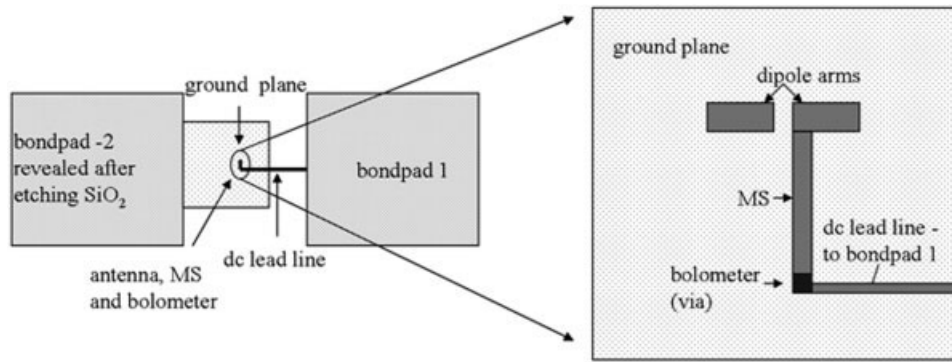 ground plane
bondpad -2
revealed after
etching SiO₂
bondpad 1
antenna, MS
and bolometer
dc lead line
ground plane
dipole arms
MS
dc lead line -
to bondpad 1
bolometer
(via)